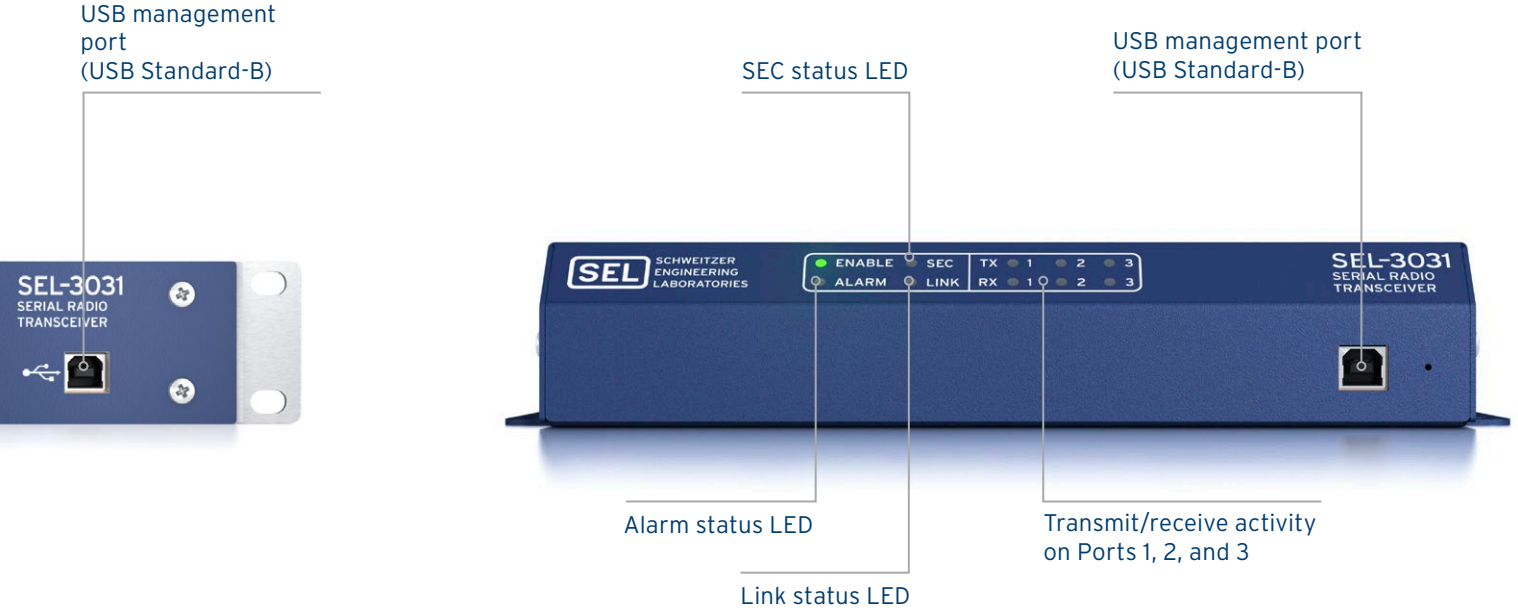 USB management
port
(USB Standard-B)
SEL-3031
SERIAL RADIO
TRANSCEIVER
SEC status LED
USB management port
(USB Standard-B)
SEL
SCHWEITZER
ENGINEERING
LABORATORIES
ENABLE SEC TX 1 2 3
ALARM LINK RX 1 2 3
SEL-3031
SERIAL RADIO
TRANSCEIVER
Alarm status LED
Link status LED
Transmit/receive activity
on Ports 1, 2, and 3